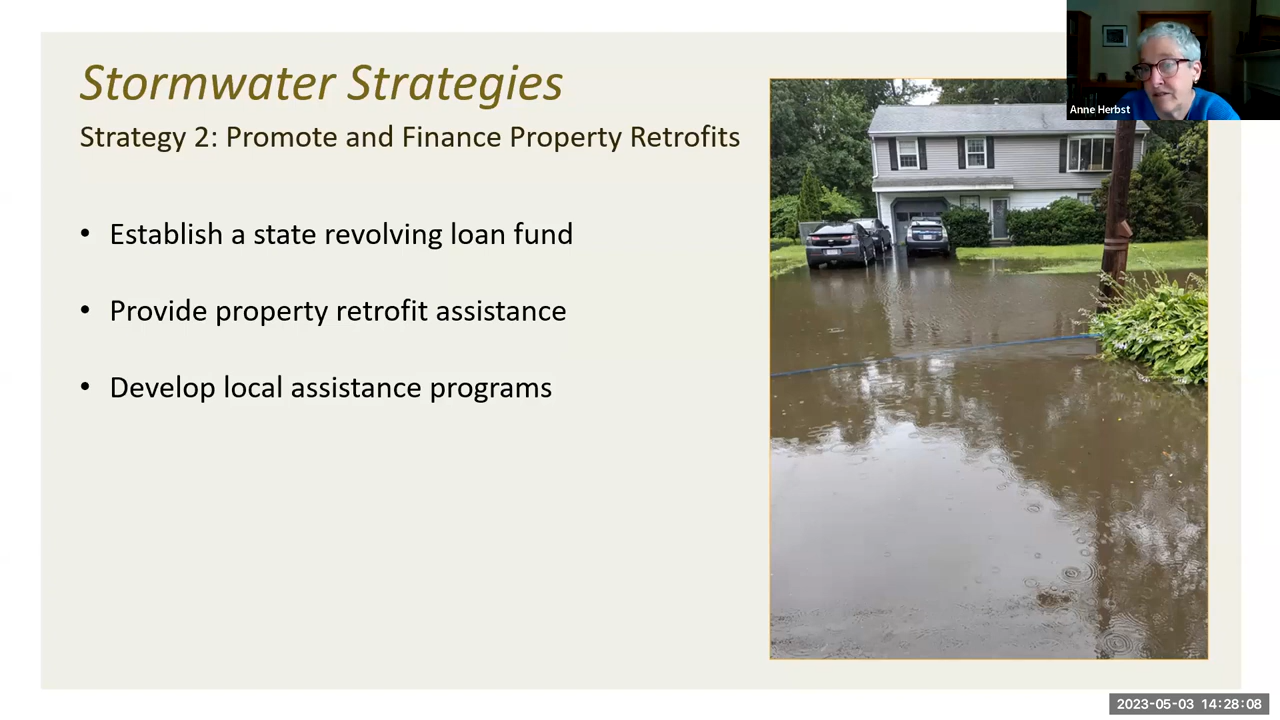 Stormwater Strategies
Strategy 2: Promote and Finance Property Retrofits
• Establish a state revolving loan fund
• Provide property retrofit assistance
• Develop local assistance programs
Anne Herbst
2023-05-03 14:28:08